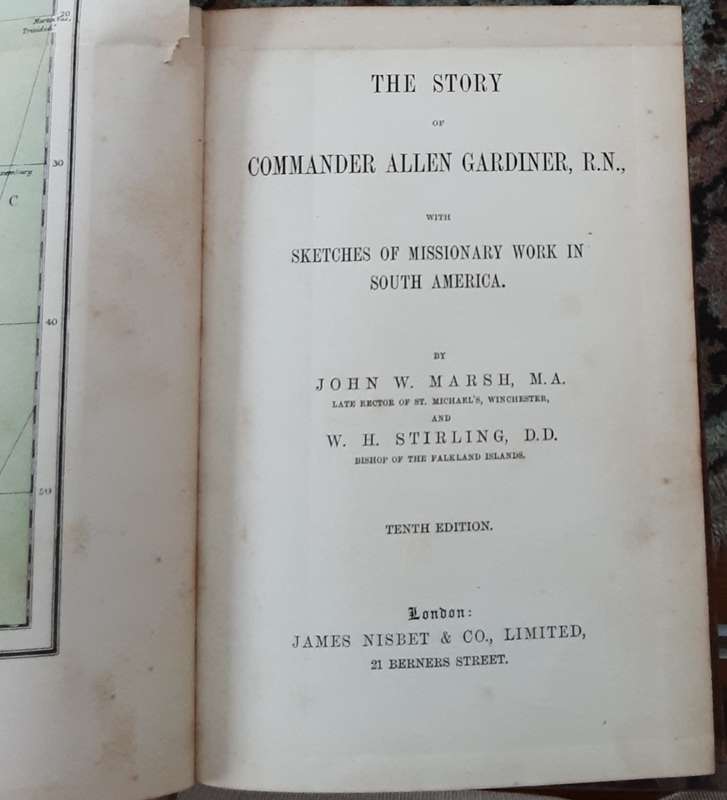 20
Trinidad
30
C
40
50
THE STORY
OF
COMMANDER ALLEN GARDINER, R.N.,
WITH
SKETCHES OF MISSIONARY WORK IN
SOUTH AMERICA.
BY
JOHN W. MARSH, M.A.
LATE RECTOR OF ST. MICHAEL'S, WINCHESTER,
AND
W. H. STIRLING, D.D.
BISHOP OF THE FALKLAND ISLANDS.
TENTH EDITION.
London:
JAMES NISBET & CO., LIMITED,
21 BERNERS STREET.